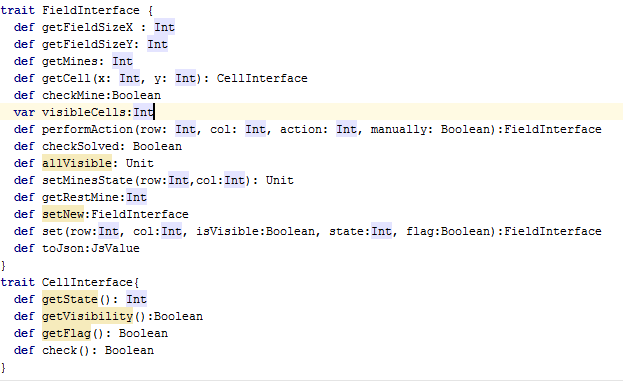 trait FieldInterface {
  def getFieldSizeX : Int
  def getFieldSizeY: Int
  def getMines: Int
  def getCell(x: Int, y: Int): CellInterface
  def checkMine:Boolean
  var visibleCells:Int
  def performAction(row: Int, col: Int, action: Int, manually: Boolean):FieldInterface
  def checkSolved: Boolean
  def allVisible: Unit
  def setMinesState(row:Int,col:Int): Unit
  def getRestMine:Int
  def setNew:FieldInterface
  def set(row:Int, col:Int, isVisible:Boolean, state:Int, flag:Boolean):FieldInterface
  def toJson:JsValue
}
trait CellInterface{
  def getState(): Int
  def getVisibility():Boolean
  def getFlag(): Boolean
  def check(): Boolean
}